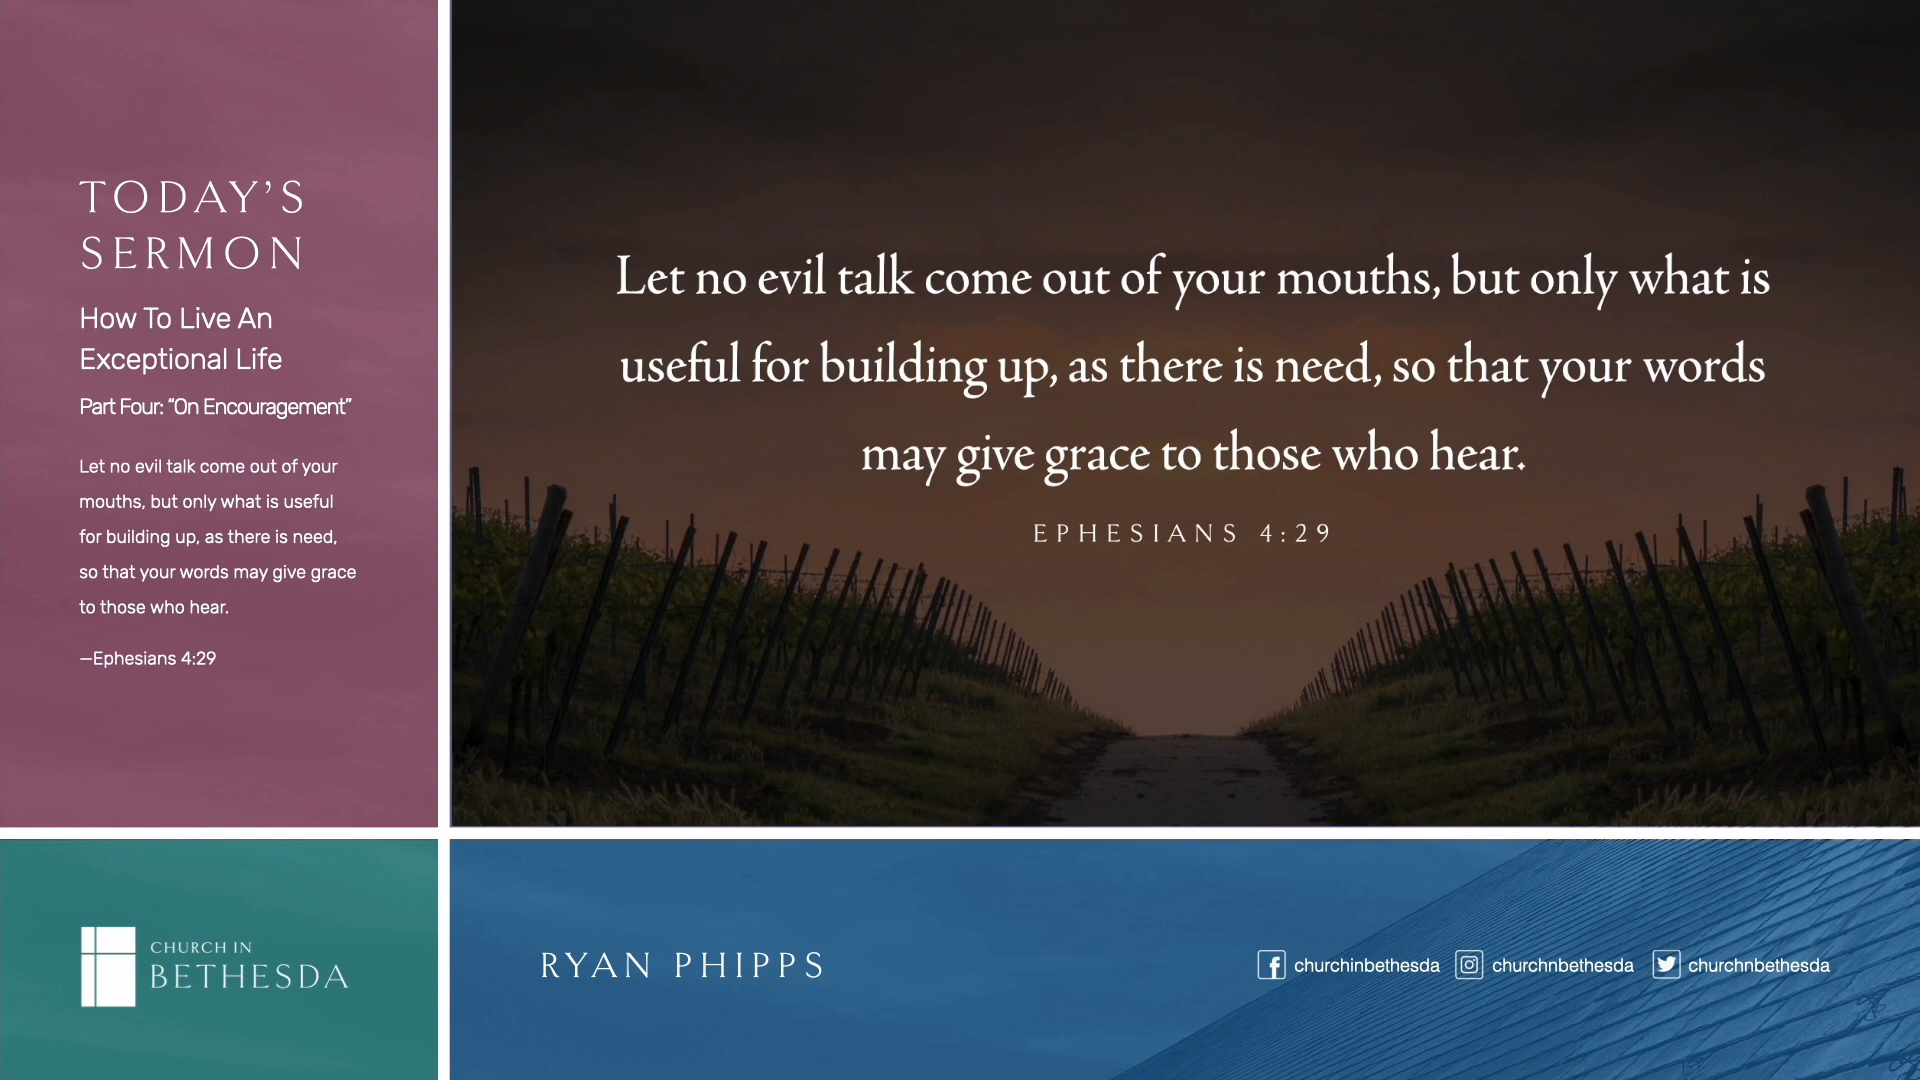 TODAY’S
SERMON
How To Live An
Exceptional Life
Part Four: “On Encouragement”
Let no evil talk come out of your
mouths, but only what is useful
for building up, as there is need,
so that your words may give grace
to those who hear.
—Ephesians 4:29
Let no evil talk come out of your mouths, but only what is
useful for building up, as there is need, so that your words
may give grace to those who hear.
EPHESIANS 4:29
CHURCH IN
BETHESDA
RYAN PHIPPS
churchinbethesda churchnbethesda churchnbethesda